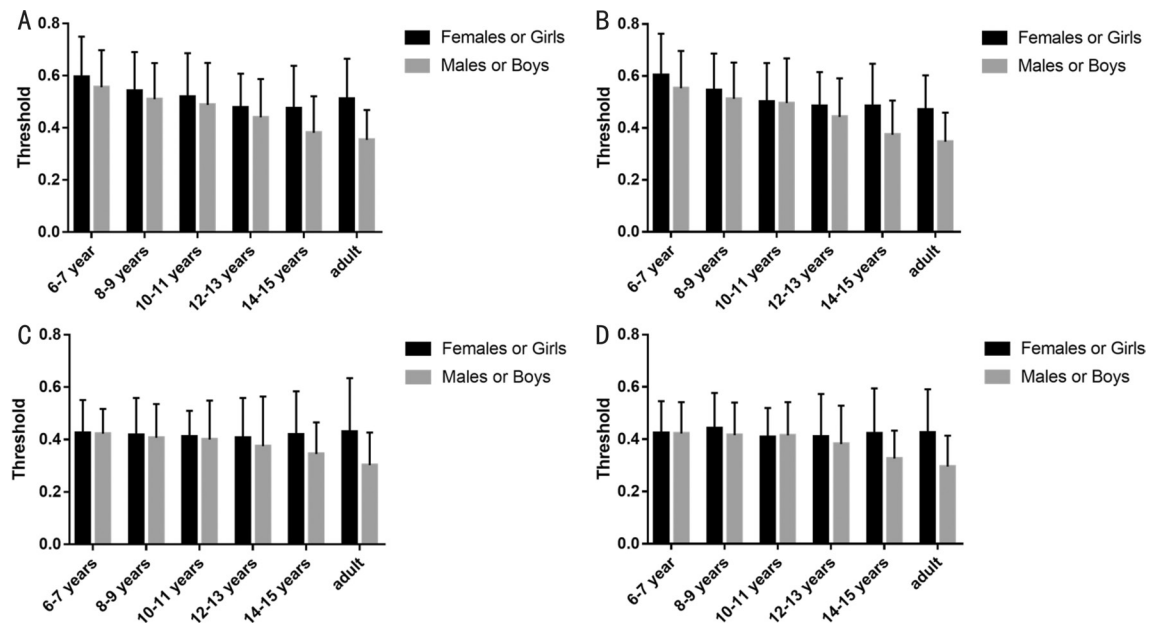 A
0.8
0.6
0.4
0.2
0.0
Threshold
6-7 year
8-9 years
10-11 years
12-13 years
14-15 years
adult
Females or Girls
Males or Boys
B
0.8
0.6
0.4
0.2
0.0
Threshold
6-7 year
8-9 years
10-11 years
12-13 years
14-15 years
adult
Females or Girls
Males or Boys
C
0.8
0.6
0.4
0.2
0.0
Threshold
6-7 years
8-9 years
10-11 years
12-13 years
14-15 years
adult
Females or Girls
Males or Boys
D
0.8
0.6
0.4
0.2
0.0
Threshold
6-7 year
8-9 years
10-11 years
12-13 years
14-15 years
adult
Females or Girls
Males or Boys